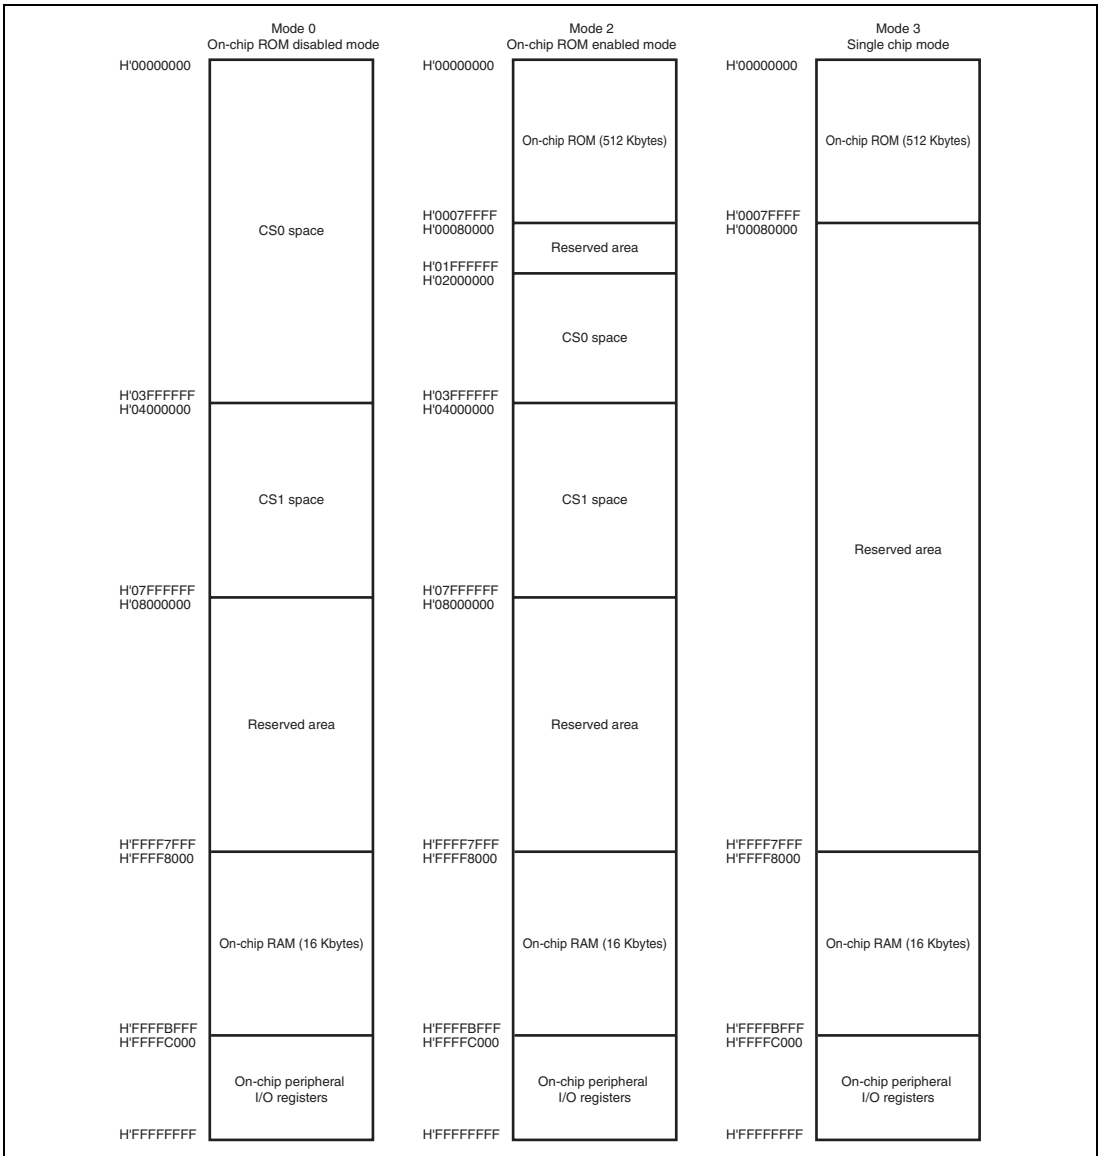 Mode 0
On-chip ROM disabled mode
H'00000000
CS0 space
H'03FFFFFF
H'04000000
CS1 space
H'07FFFFFF
H'08000000
Reserved area
H'FFFF7FFF
H'FFFF8000
On-chip RAM (16 Kbytes)
H'FFFFBFFF
H'FFFFC000
On-chip peripheral
I/O registers
H'FFFFFFFF
Mode 2
On-chip ROM enabled mode
H'00000000
On-chip ROM (512 Kbytes)
H'0007FFFF
H'00080000
Reserved area
H'01FFFFFF
H'02000000
CS0 space
H'03FFFFFF
H'04000000
CS1 space
H'07FFFFFF
H'08000000
Reserved area
H'FFFF7FFF
H'FFFF8000
On-chip RAM (16 Kbytes)
H'FFFFBFFF
H'FFFFC000
On-chip peripheral
I/O registers
H'FFFFFFFF
Mode 3
Single chip mode
H'00000000
On-chip ROM (512 Kbytes)
H'0007FFFF
H'00080000
Reserved area
H'FFFF7FFF
H'FFFF8000
On-chip RAM (16 Kbytes)
H'FFFFBFFF
H'FFFFC000
On-chip peripheral
I/O registers
H'FFFFFFFF